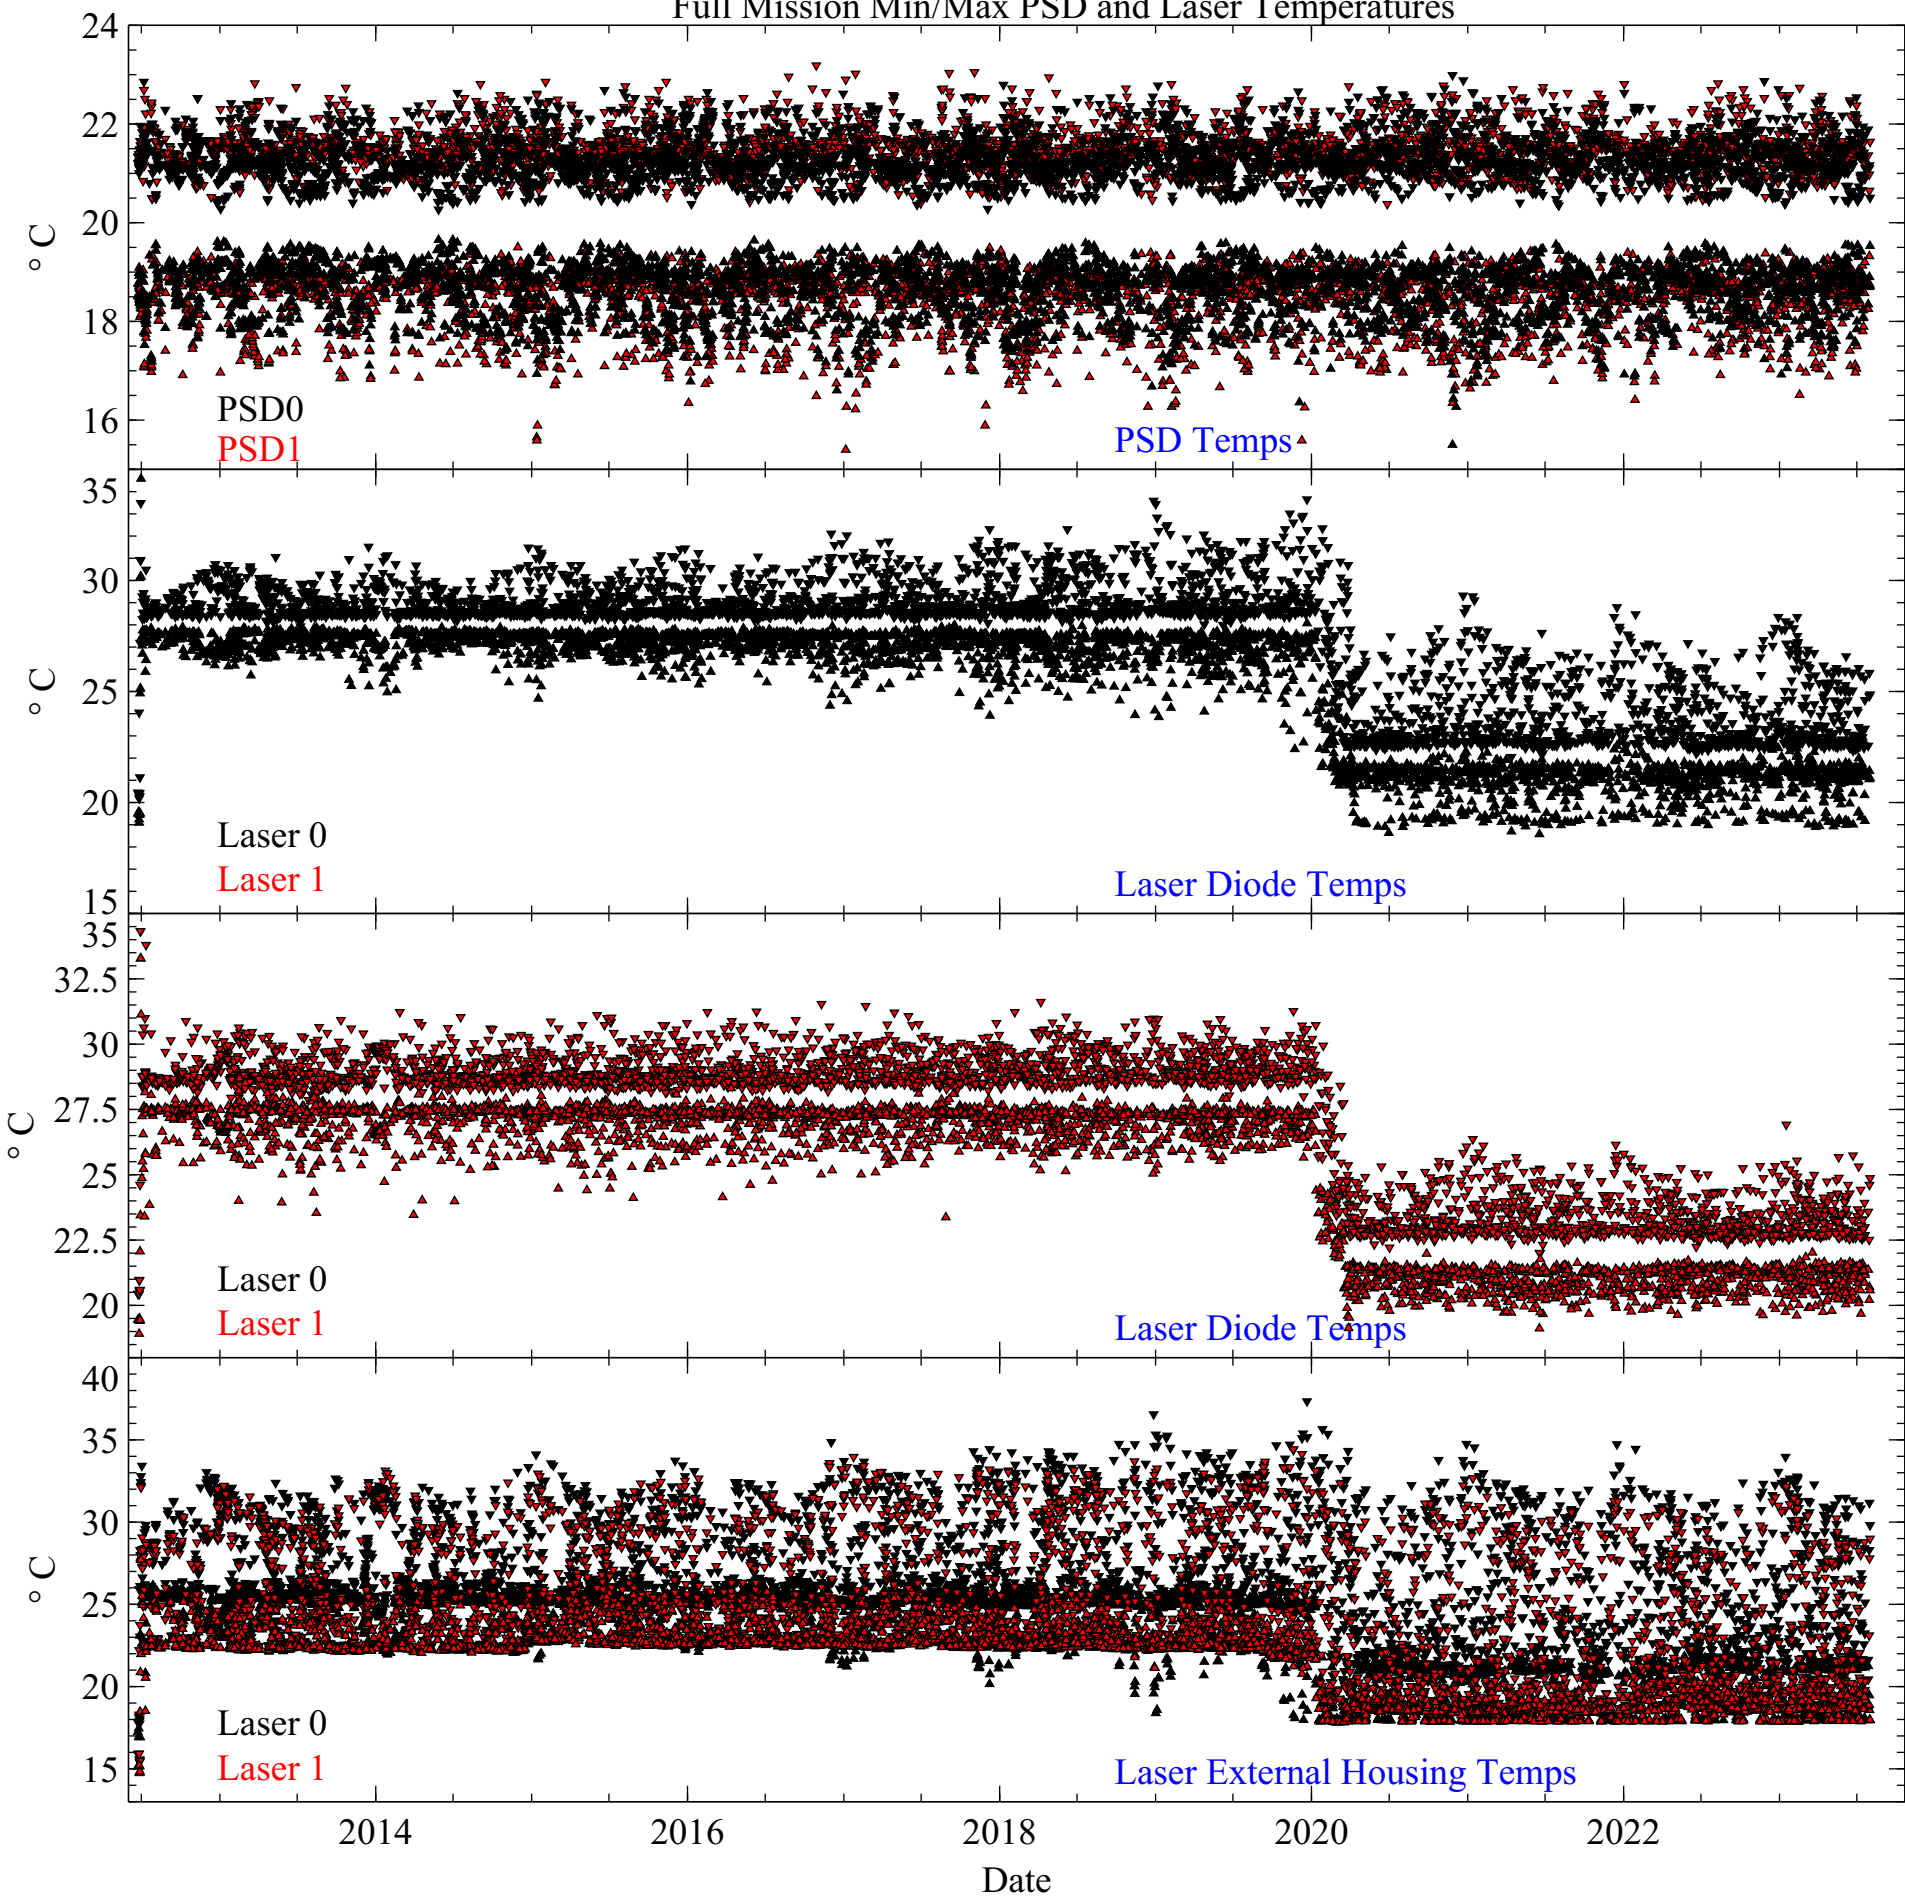 Full Mission Min/Max PSD and Laser Temperatures
24
22
20
18
16
° C
PSD0
PSD1
PSD Temps
35
30
25
20
15
° C
Laser 0
Laser 1
Laser Diode Temps
35
32.5
30
27.5
25
22.5
20
° C
Laser 0
Laser 1
Laser Diode Temps
40
35
30
25
20
15
° C
Laser 0
Laser 1
Laser External Housing Temps
2014 2016 2018 2020 2022
Date